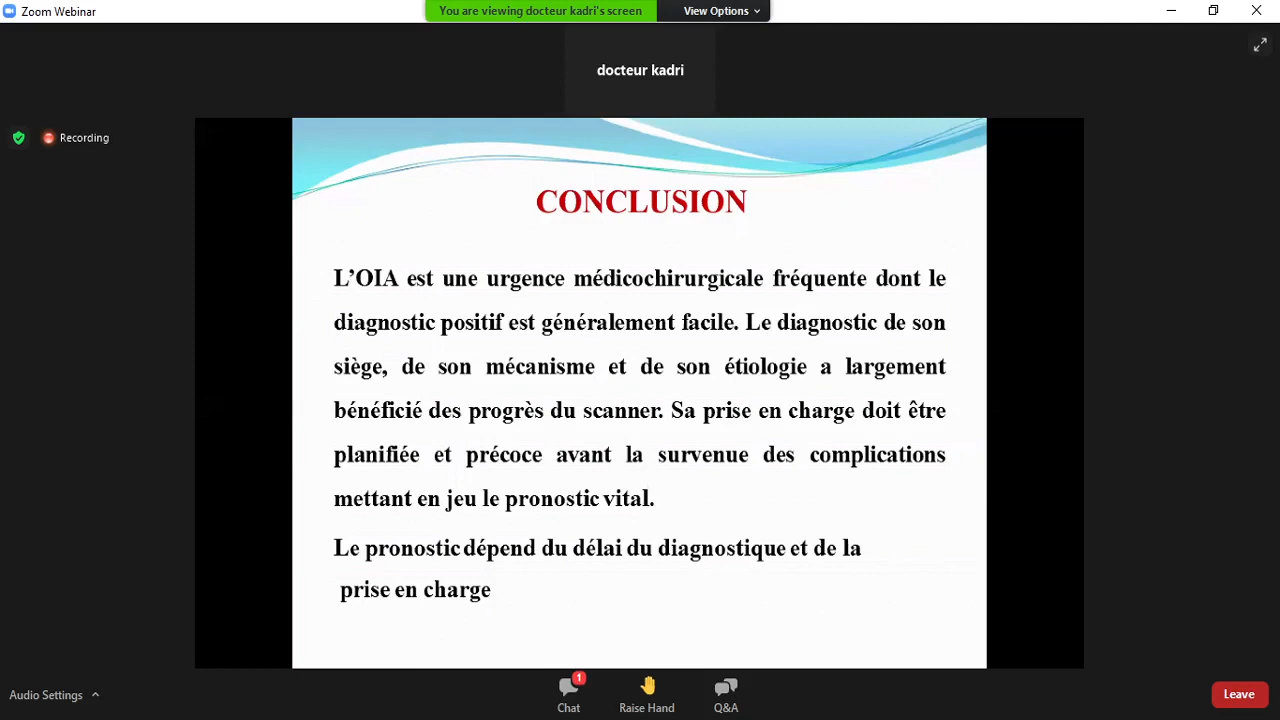 Zoom Webinar
You are viewing docteur kadri's screen
View Options
docteur kadri
Recording
CONCLUSION
L’OIA est une urgence médicochirurgicale fréquente dont le
diagnostic positif est généralement facile. Le diagnostic de son
siège, de son mécanisme et de son étiologie a largement
bénéficié des progrès du scanner. Sa prise en charge doit être
planifiée et précoce avant la survenue des complications
mettant en jeu le pronostic vital.
Le pronostic dépend du délai du diagnostique et de la
prise en charge
Audio Settings
1
Chat
Raise Hand
Q&A
Leave